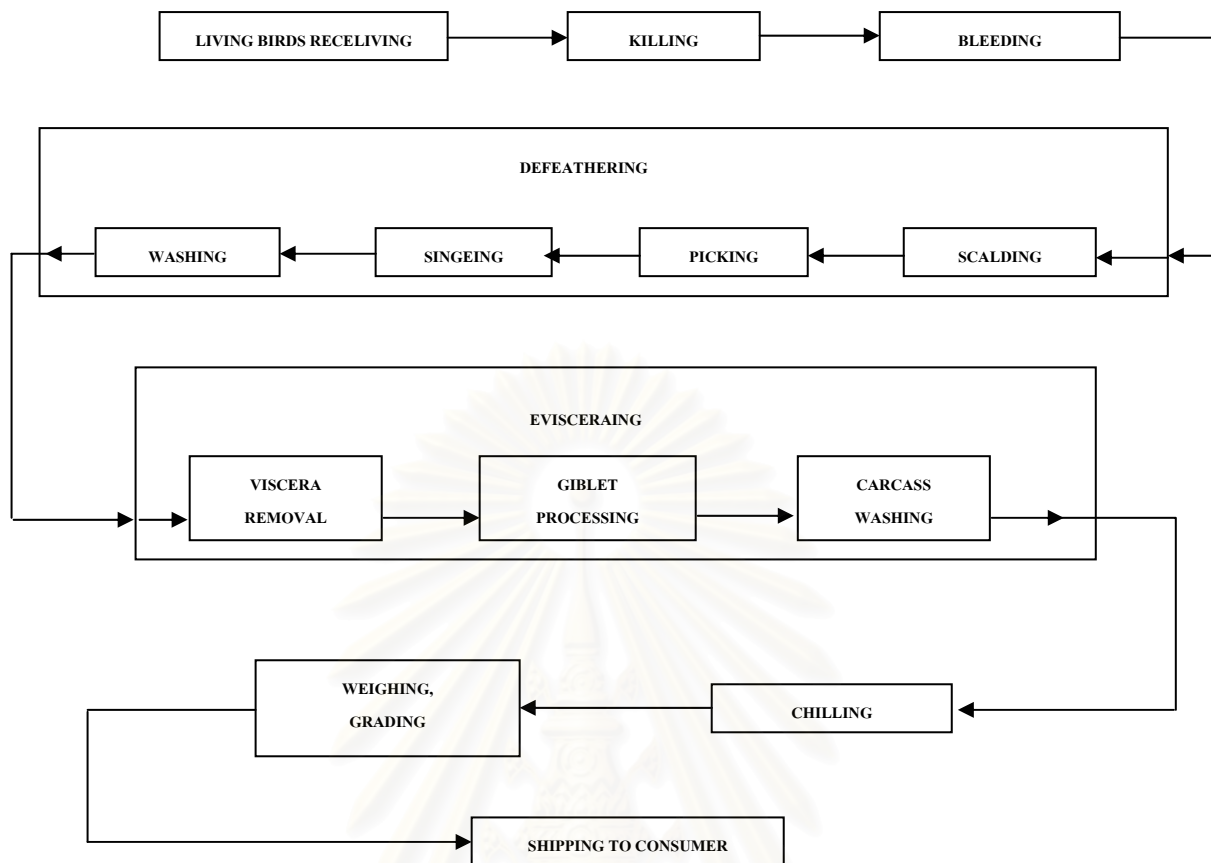 LIVING BIRDS RECELIVING
KILLING
BLEEDING
DEFEATHERING
WASHING
SINGEING
PICKING
SCALDING
EVISCERAING
VISCERA
REMOVAL
GIBLET
PROCESSING
CARCASS
WASHING
WEIGHING,
GRADING
CHILLING
SHIPPING TO CONSUMER